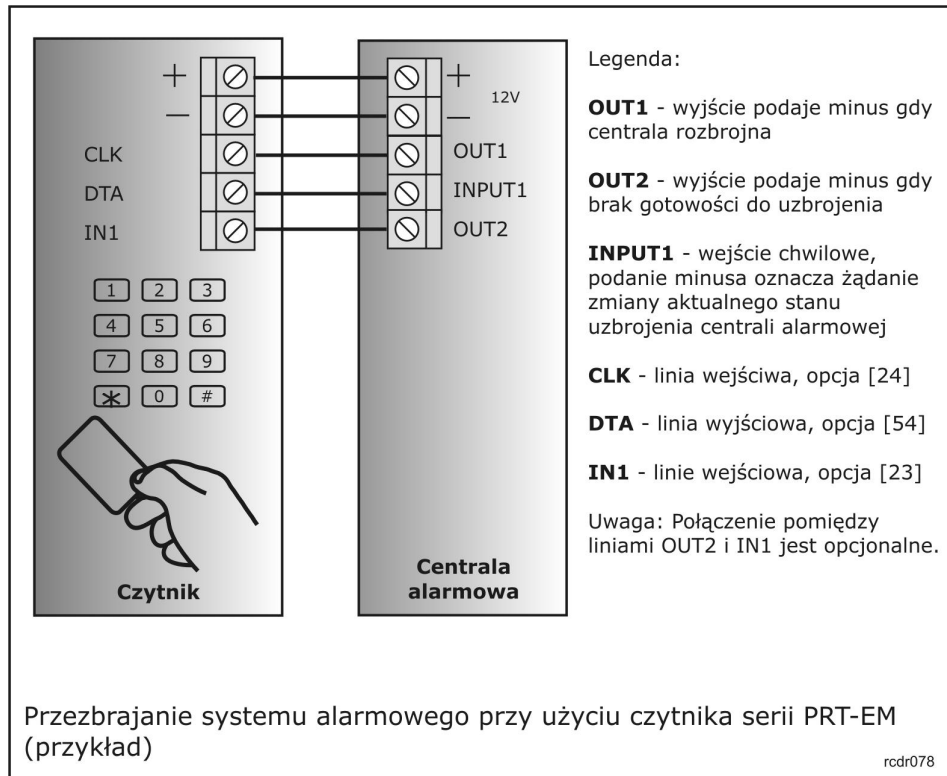 +
−
CLK
DTA
IN1
1 2 3
4 5 6
7 8 9
* 0 #
Czytnik
+
12V
−
OUT1
INPUT1
OUT2
Centrala
alarmowa
Legenda:
OUT1 - wyjście podaje minus gdy
centrala rozbrojna
OUT2 - wyjście podaje minus gdy
brak gotowości do uzbrojenia
INPUT1 - wejście chwilowe,
podanie minusa oznacza żądanie
zmiany aktualnego stanu
uzbrojenia centrali alarmowej
CLK - linia wejściwa, opcja [24]
DTA - linia wyjściowa, opcja [54]
IN1 - linie wejściowa, opcja [23]
Uwaga: Połączenie pomiędzy
liniami OUT2 i IN1 jest opcjonalne.
Przezbrajanie systemu alarmowego przy użyciu czytnika serii PRT-EM
(przykład)
rcdr078